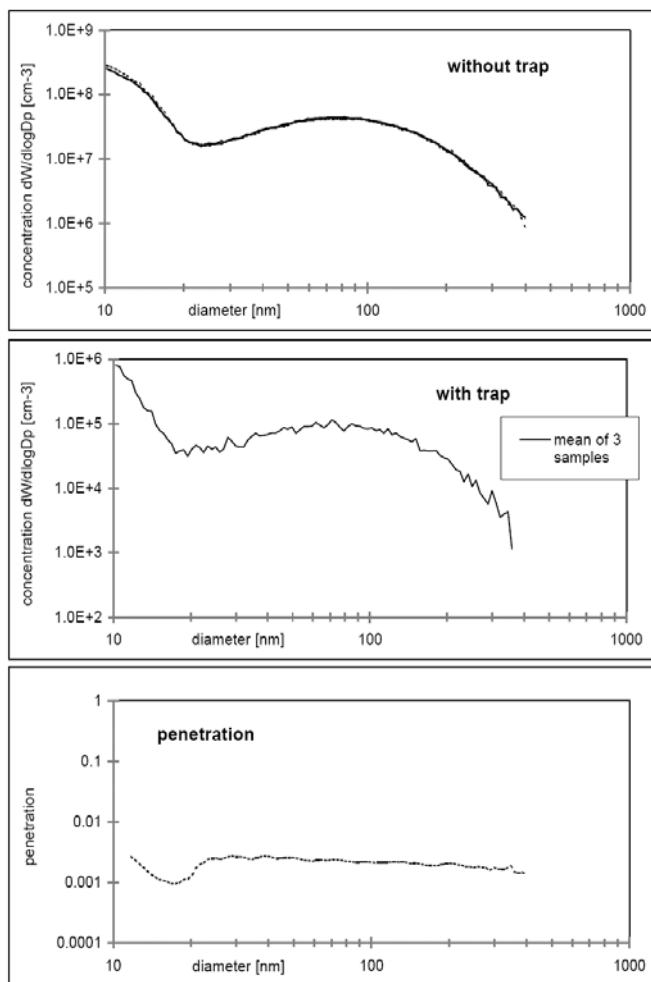 1.0E+9
without trap
1.0E+8
1.0E+7
1.0E+6
1.0E+5
concentration dW/dlogDp [cm-3]
10 diameter [nm] 100 1000
1.0E+6
with trap
1.0E+5
mean of 3
samples
1.0E+4
1.0E+3
1.0E+2
concentration dW/dlogDp [cm-3]
10 diameter [nm] 100 1000
1
penetration
0.1
0.01
0.001
0.0001
penetration
10 diameter [nm] 100 1000